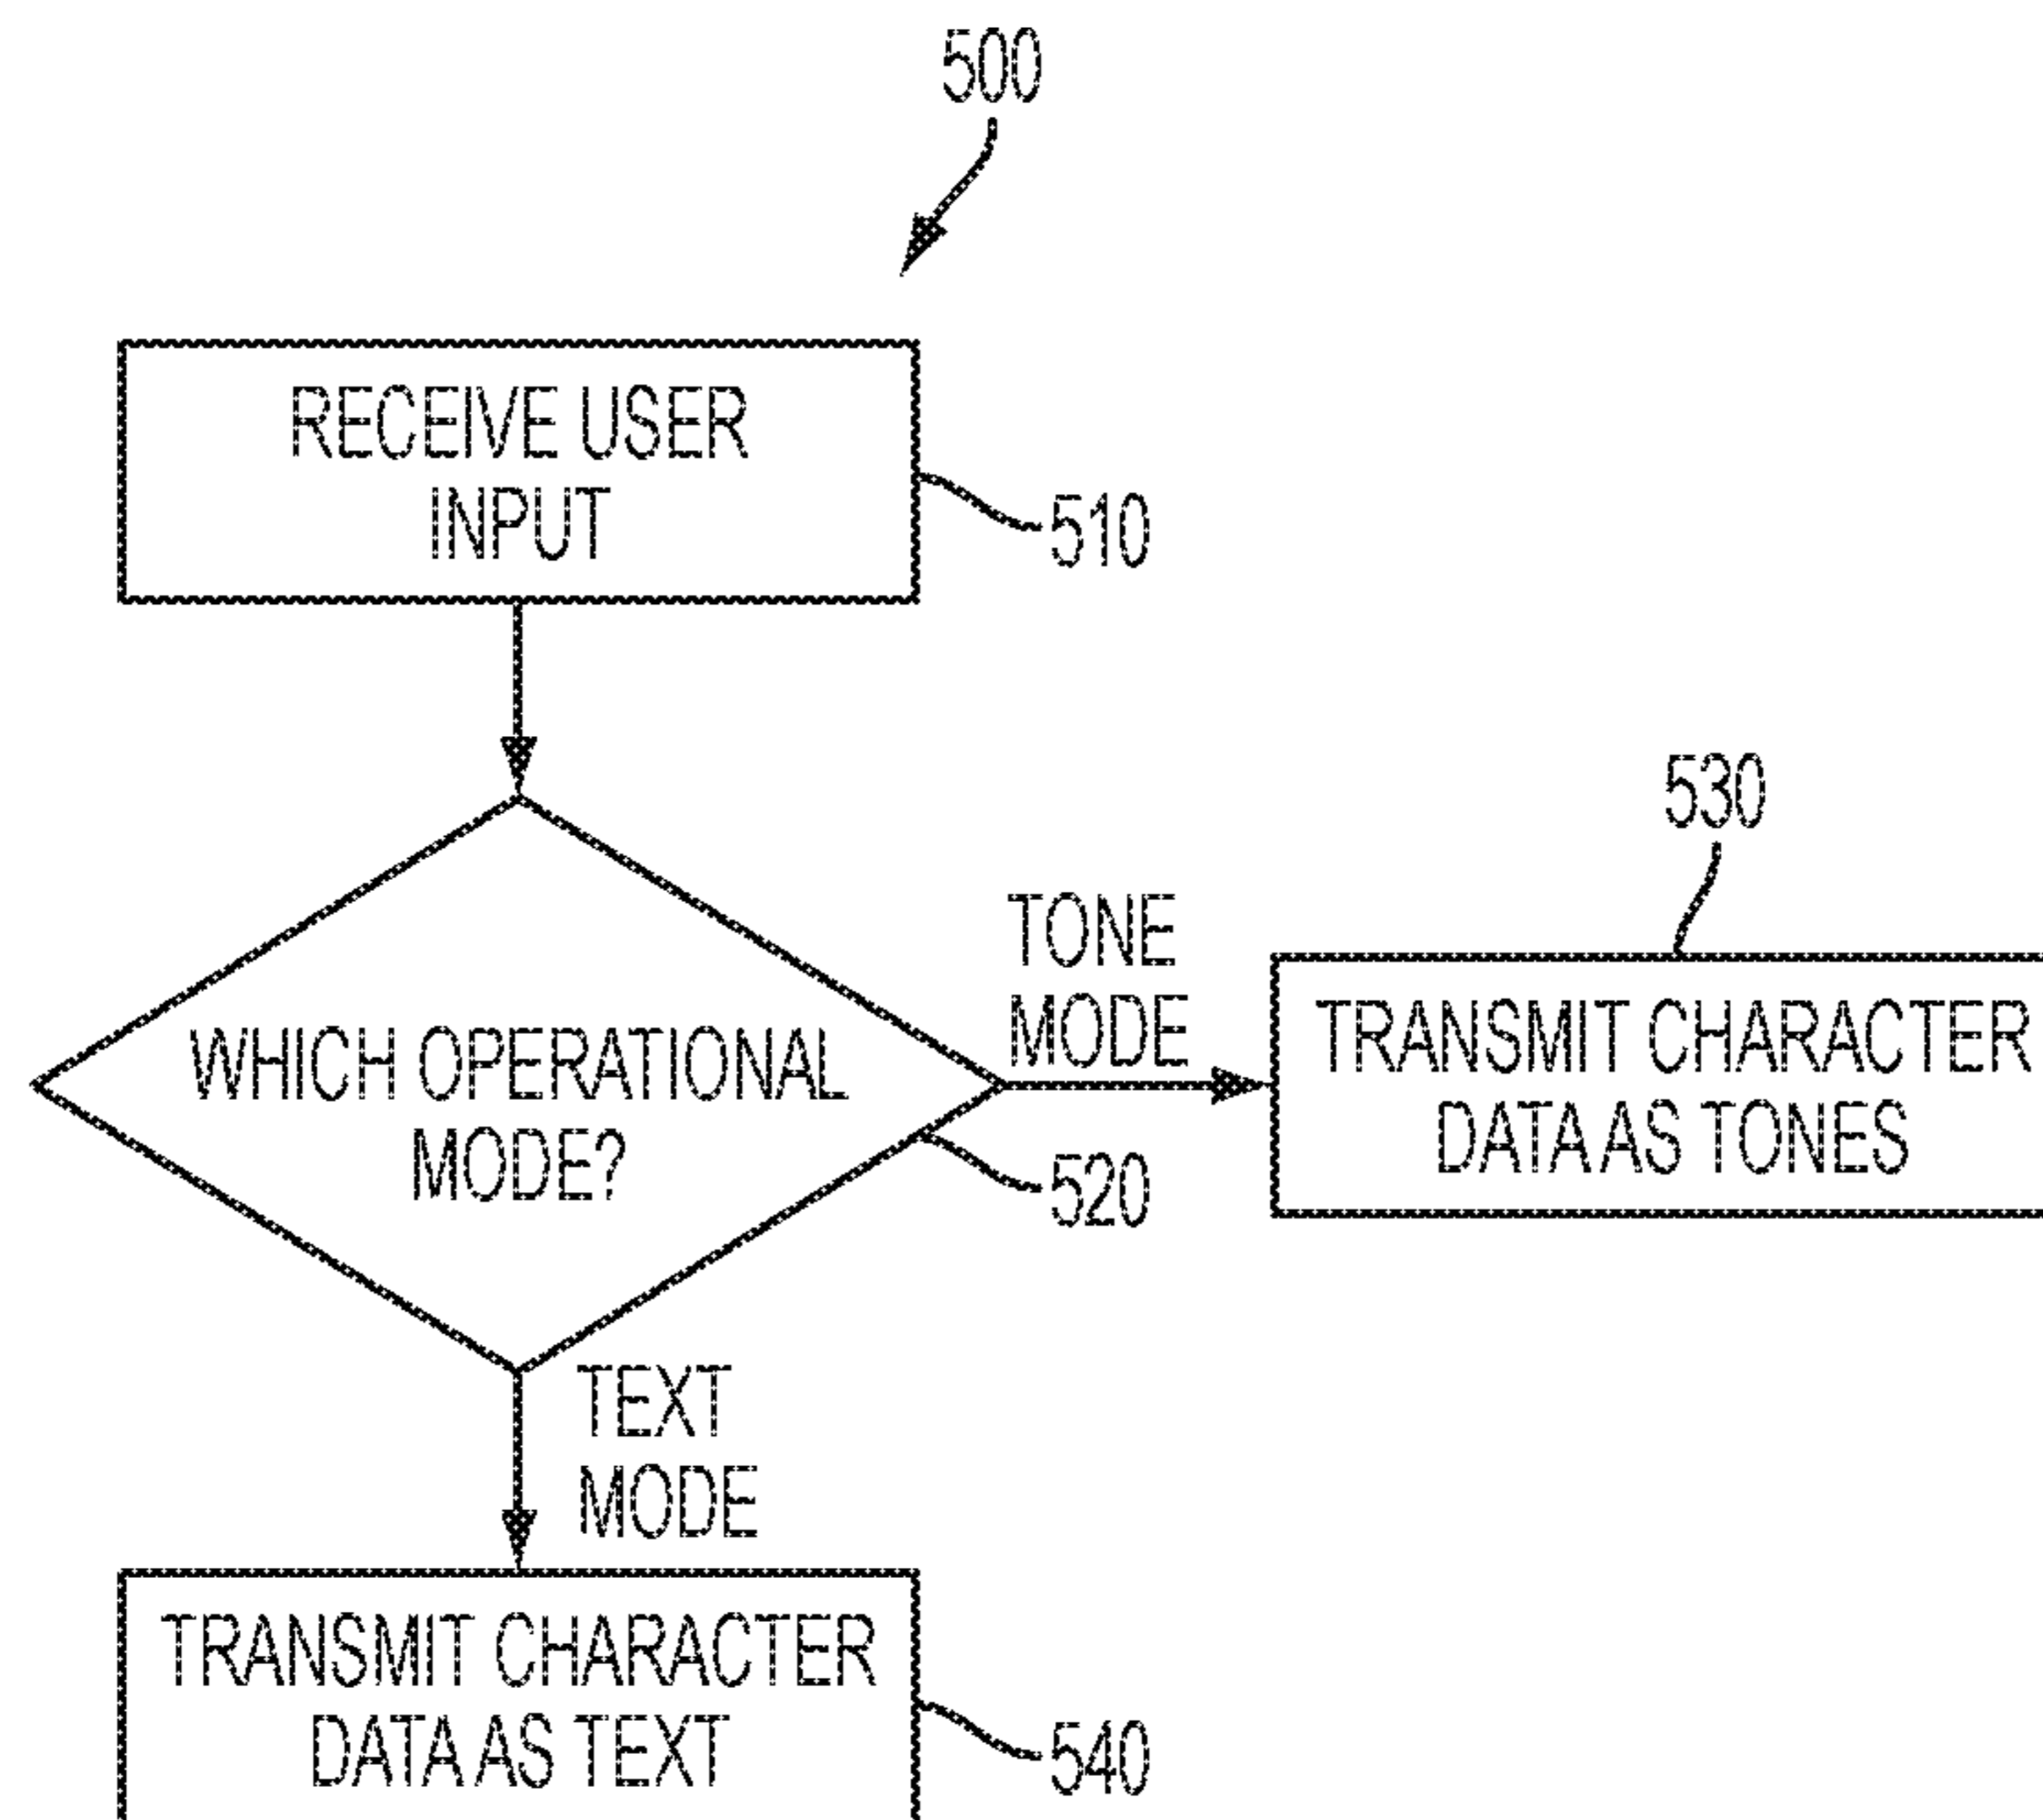 500
RECEIVE USER
INPUT
510
WHICH OPERATIONAL
MODE?
520
TONE
MODE
530
TRANSMIT CHARACTER
DATA AS TONES
TEXT
MODE
TRANSMIT CHARACTER
DATA AS TEXT
540